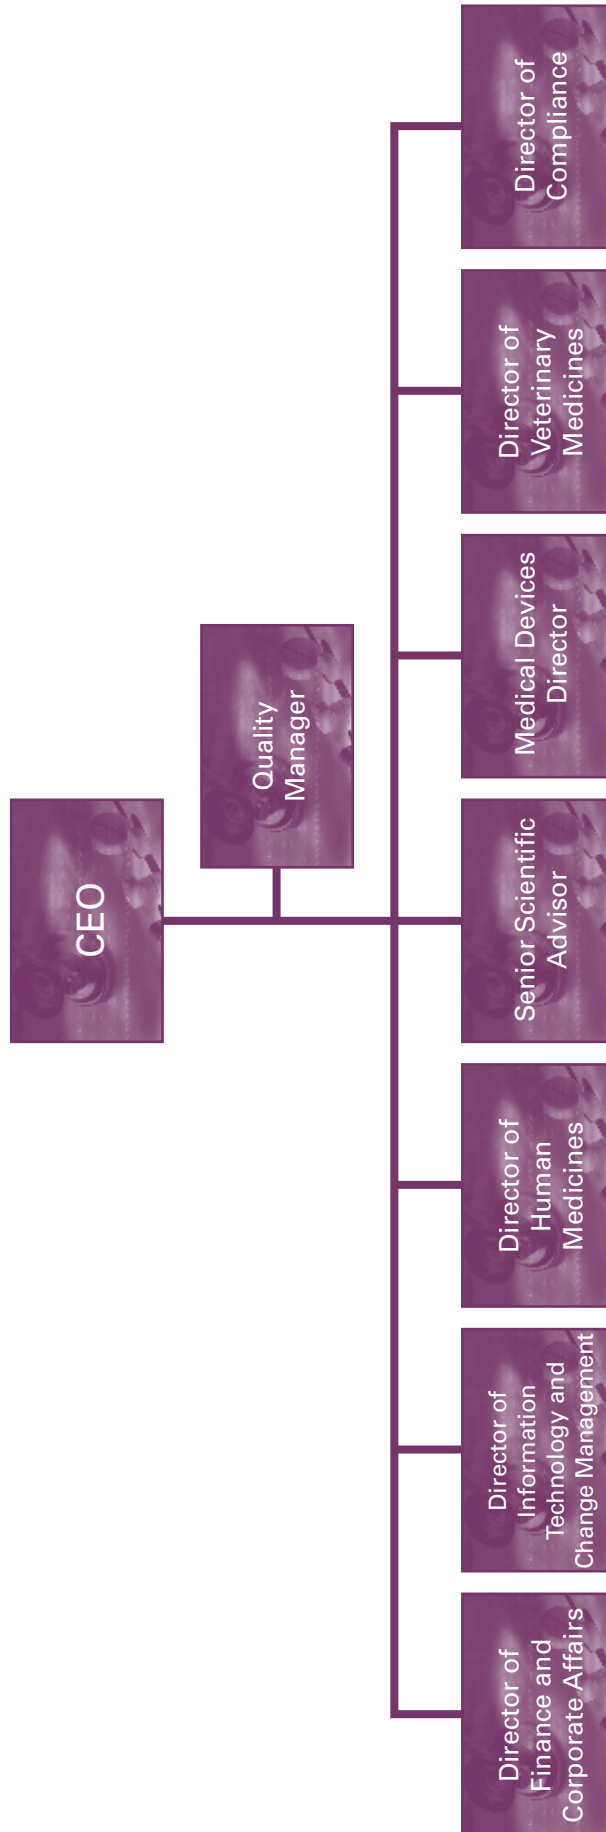 CEO
Quality
Manager
Director of
Finance and
Corporate Affairs
Director of
Information
Technology and
Change Management
Director of
Human
Medicines
Senior Scientific
Advisor
Medical Devices
Director
Director of
Veterinary
Medicines
Director of
Compliance